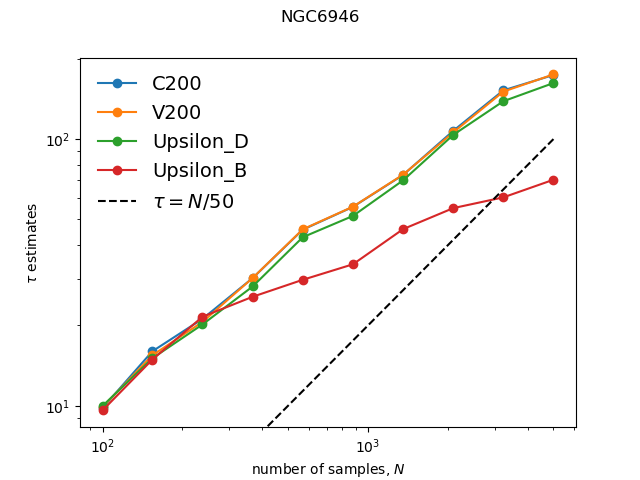 NGC6946
C200
V200
Upsilon_D
Upsilon_B
τ = N/50
τ estimates
10²
10¹
10²
10³
number of samples, N